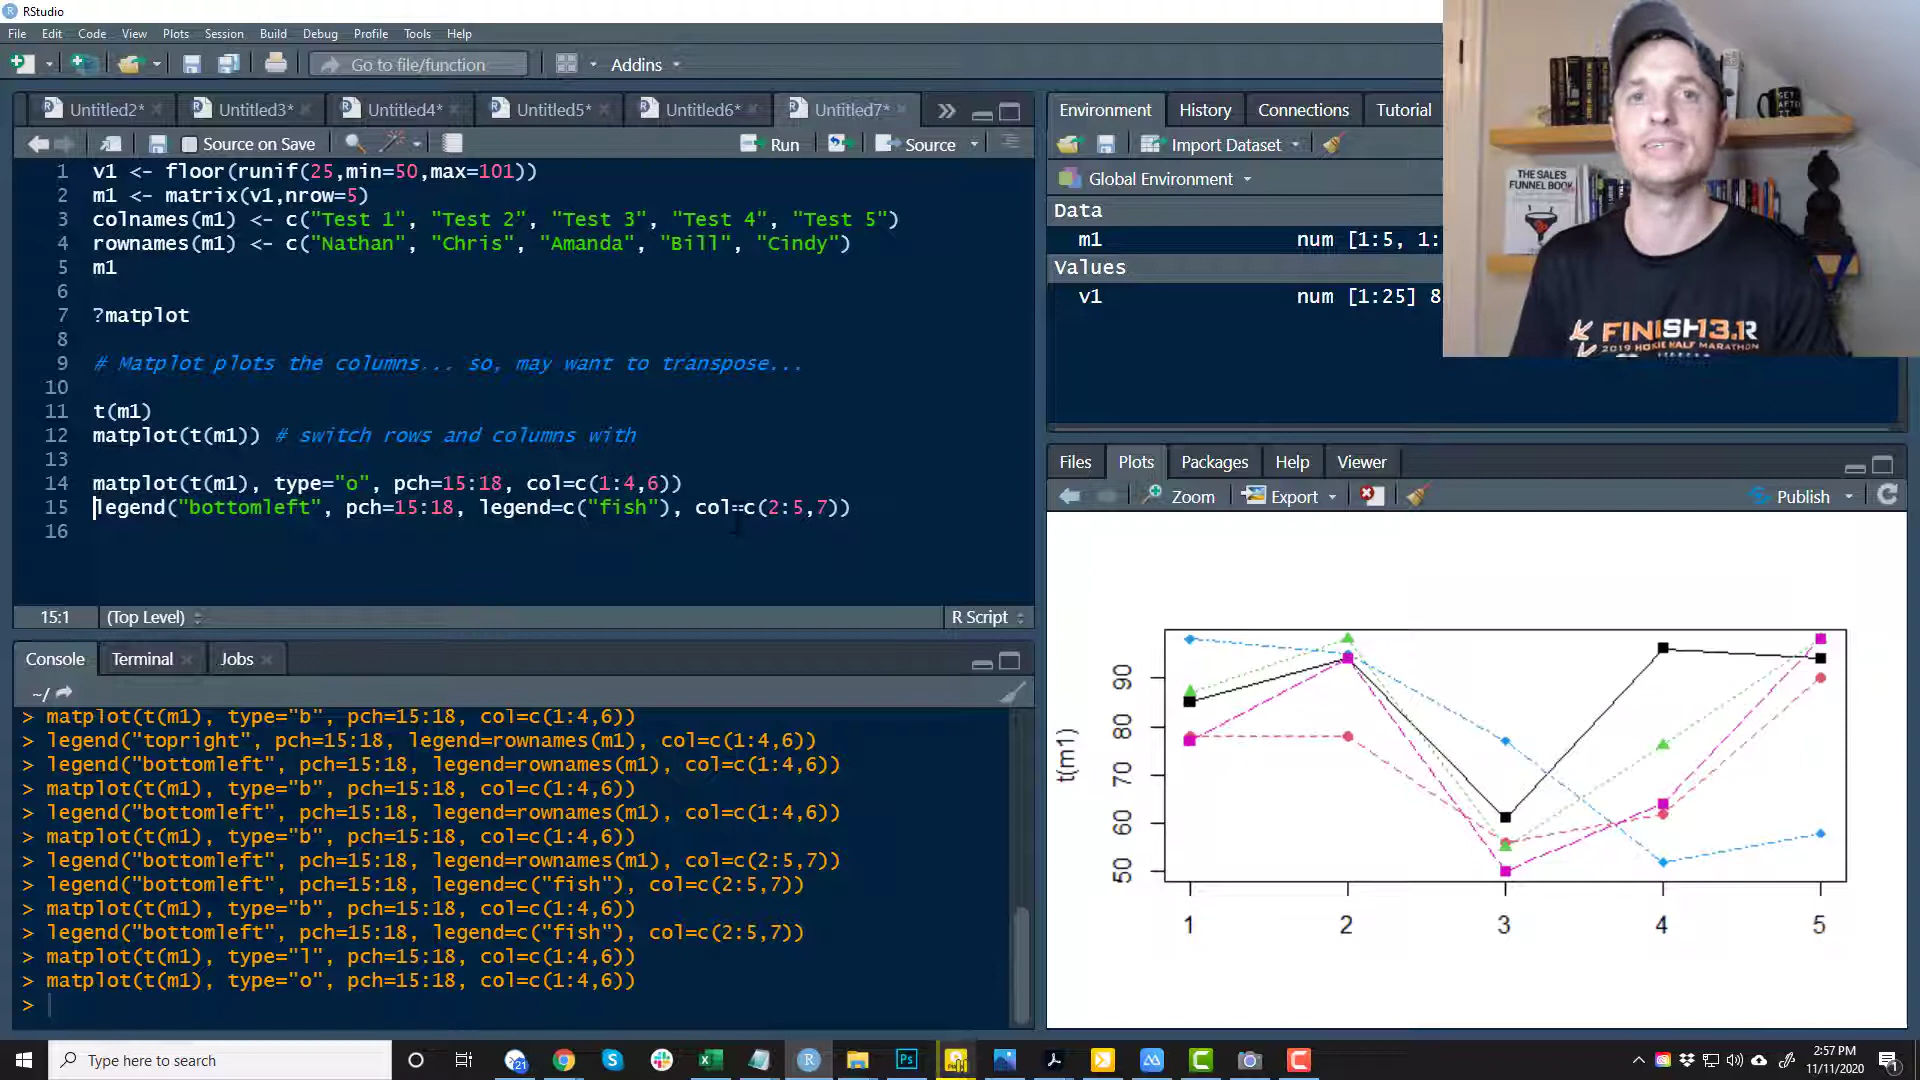 RStudio
File Edit Code View Plots Session Build Debug Profile Tools Help
Go to file/function Addins
Untitled2* Untitled3* Untitled4* Untitled5* Untitled6* Untitled7*
Source on Save Run Source
1 v1 <- floor(runif(25,min=50,max=101))
2 m1 <- matrix(v1,nrow=5)
3 colnames(m1) <- c("Test 1", "Test 2", "Test 3", "Test 4", "Test 5")
4 rownames(m1) <- c("Nathan", "Chris", "Amanda", "Bill", "Cindy")
5 m1
6
7 ?matplot
8
9 # Matplot plots the columns... so, may want to transpose...
10
11 t(m1)
12 matplot(t(m1)) # switch rows and columns with
13
14 matplot(t(m1), type="o", pch=15:18, col=c(1:4,6))
15 legend("bottomleft", pch=15:18, legend=c("fish"), col=c(2:5,7))
16
15:1 (Top Level) R Script
Console Terminal Jobs
~/
> matplot(t(m1), type="b", pch=15:18, col=c(1:4,6))
> legend("topright", pch=15:18, legend=rownames(m1), col=c(1:4,6))
> legend("bottomleft", pch=15:18, legend=rownames(m1), col=c(1:4,6))
> matplot(t(m1), type="b", pch=15:18, col=c(1:4,6))
> legend("bottomleft", pch=15:18, legend=rownames(m1), col=c(1:4,6))
> matplot(t(m1), type="b", pch=15:18, col=c(1:4,6))
> legend("bottomleft", pch=15:18, legend=rownames(m1), col=c(2:5,7))
> legend("bottomleft", pch=15:18, legend=c("fish"), col=c(2:5,7))
> matplot(t(m1), type="b", pch=15:18, col=c(1:4,6))
> legend("bottomleft", pch=15:18, legend=c("fish"), col=c(2:5,7))
> matplot(t(m1), type="l", pch=15:18, col=c(1:4,6))
> matplot(t(m1), type="o", pch=15:18, col=c(1:4,6))
>
Environment History Connections Tutorial
Import Dataset
Global Environment
Data
m1 num [1:5, 1:
Values
v1 num [1:25] 8
THE SALES
FUNNEL BOOK
GET
AFTER
IT
FINISH13.1R
2019 HOKIE HALF MARATHON
Files Plots Packages Help Viewer
Zoom Export Publish
t(m1)
90
80
70
60
50
1 2 3 4 5
Type here to search
21
Ps
2:57 PM
11/11/2020
1